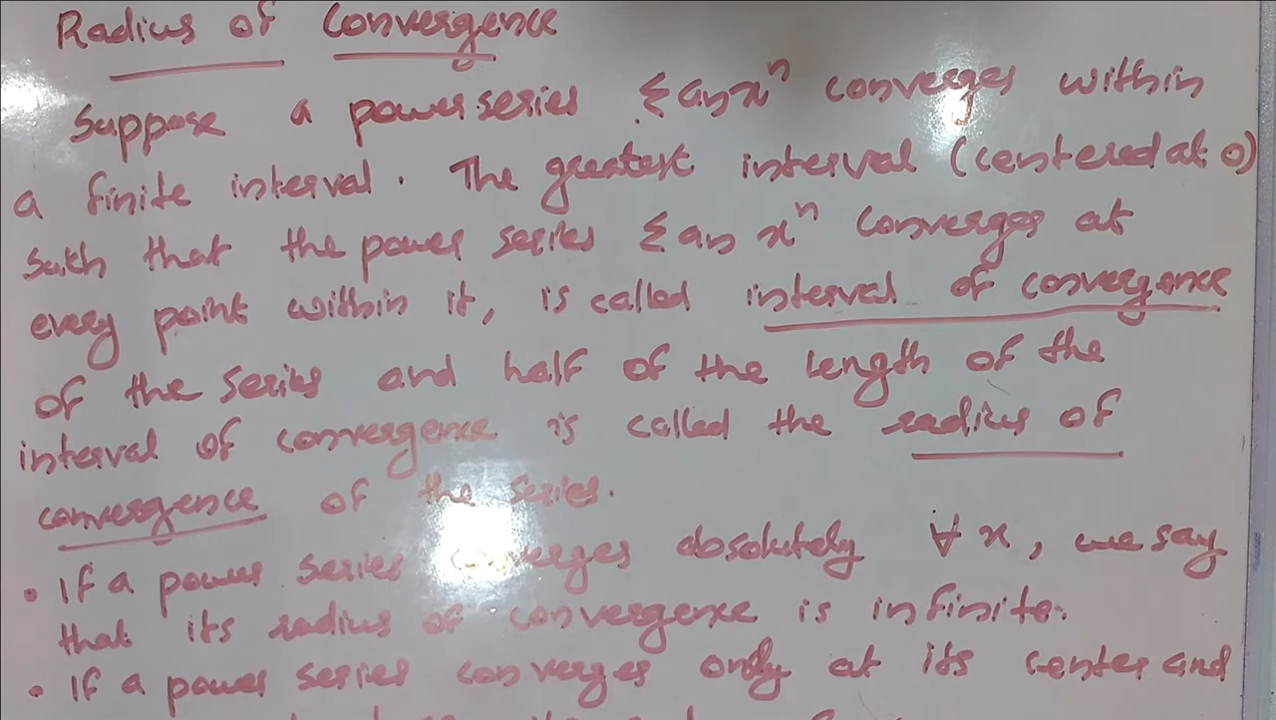 Radius of Convergence
Suppose a power series Σ anxⁿ converges within
a finite interval. The greatest interval (centered at 0)
such that the power series Σ an xⁿ converges at
every point within it, is called interval of convergence
of the series and half of the length of the
interval of convergence is called the radius of
convergence of the series.
• If a power series converges absolutely ∀ x, we say
that its radius of convergence is infinite.
• If a power series converges only at its center and